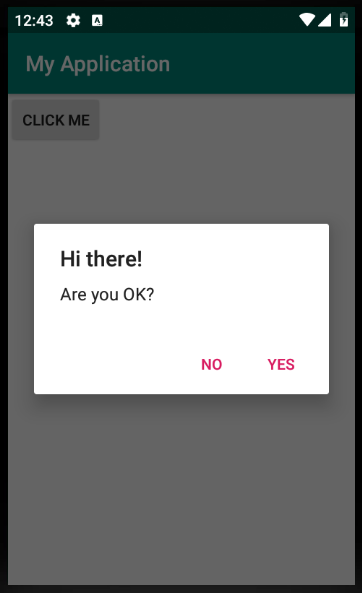 12:43
My Application
CLICK ME
Hi there!
Are you OK?
NO YES